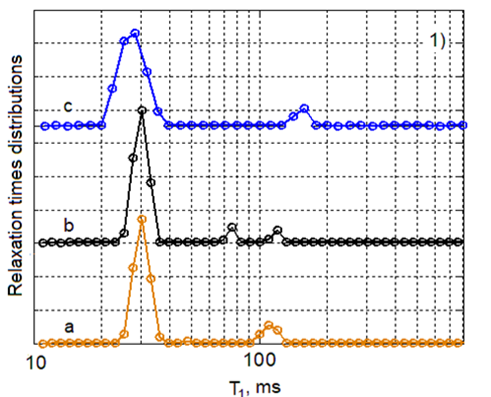 1)
Relaxation times distributions
c
b
a
10 100
T1, ms